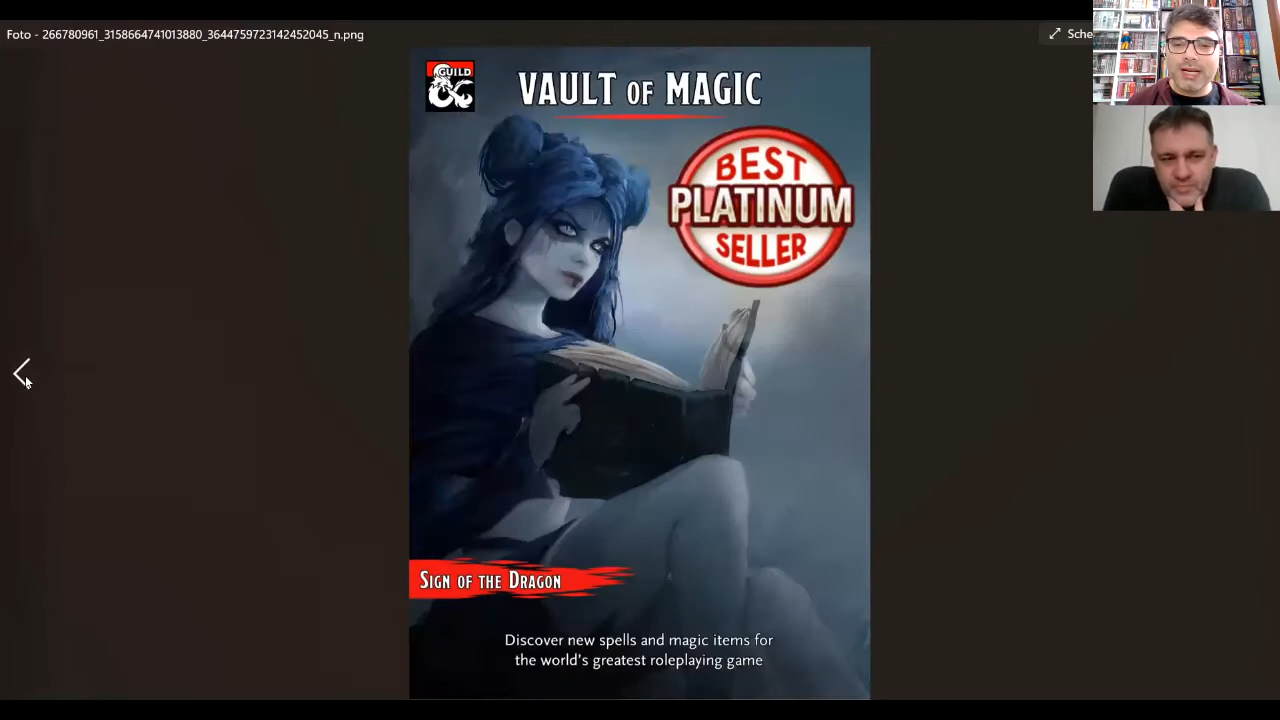 Foto - 266780961_3158664741013880_3644759723142452045_n.png
Sche
GUILD
VAULT OF MAGIC
BEST
PLATINUM
SELLER
SIGN OF THE DRAGON
Discover new spells and magic items for
the world's greatest roleplaying game